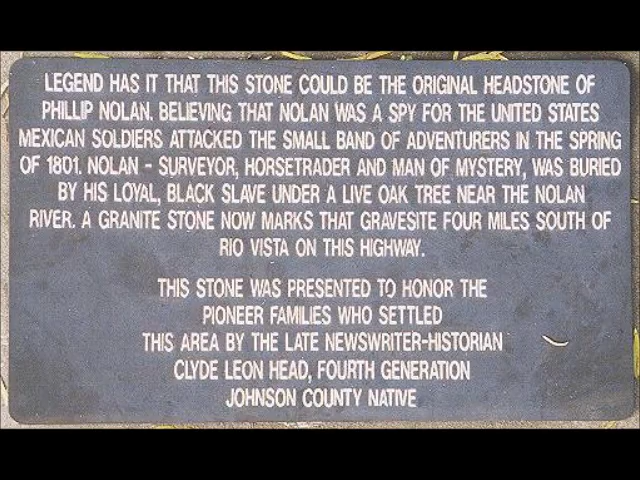 LEGEND HAS IT THAT THIS STONE COULD BE THE ORIGINAL HEADSTONE OF
PHILLIP NOLAN. BELIEVING THAT NOLAN WAS A SPY FOR THE UNITED STATES
MEXICAN SOLDIERS ATTACKED THE SMALL BAND OF ADVENTURERS IN THE SPRING
OF 1801. NOLAN - SURVEYOR, HORSETRADER AND MAN OF MYSTERY, WAS BURIED
BY HIS LOYAL, BLACK SLAVE UNDER A LIVE OAK TREE NEAR THE NOLAN
RIVER. A GRANITE STONE NOW MARKS THAT GRAVESITE FOUR MILES SOUTH OF
RIO VISTA ON THIS HIGHWAY.
THIS STONE WAS PRESENTED TO HONOR THE
PIONEER FAMILIES WHO SETTLED
THIS AREA BY THE LATE NEWSWRITER-HISTORIAN
CLYDE LEON HEAD, FOURTH GENERATION
JOHNSON COUNTY NATIVE